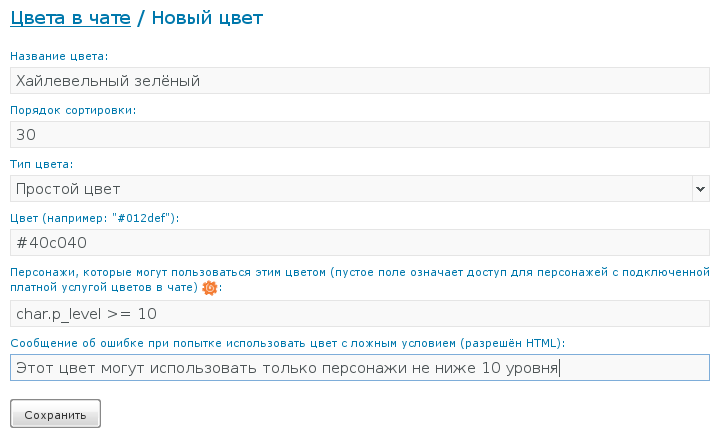 Цвета в чате / Новый цвет
Название цвета:
Хайлевельный зелёный
Порядок сортировки:
30
Тип цвета:
Простой цвет
Цвет (например: "#012def"):
#40c040
Персонажи, которые могут пользоваться этим цветом (пустое поле означает доступ для персонажей с подключенной
платной услугой цветов в чате) :
char.p_level >= 10
Сообщение об ошибке при попытке использовать цвет с ложным условием (разрешён HTML):
Этот цвет могут использовать только персонажи не ниже 10 уровня
Сохранить